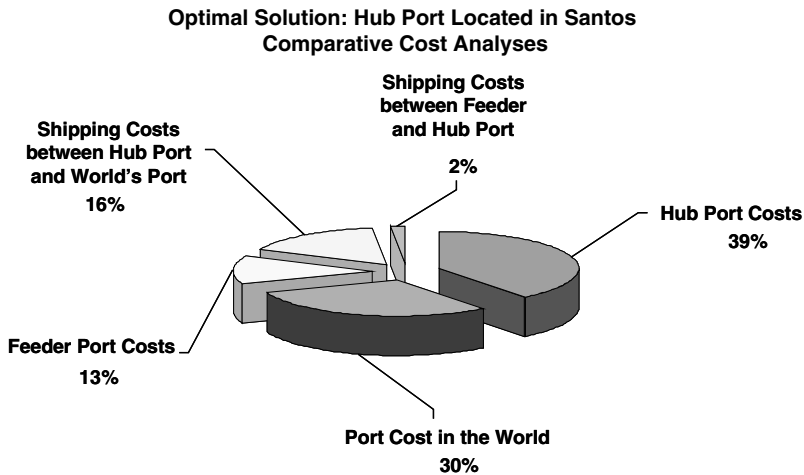 Optimal Solution: Hub Port Located in Santos
Comparative Cost Analyses
Shipping Costs
between Feeder
and Hub Port
2%
Shipping Costs
between Hub Port
and World's Port
16%
Hub Port Costs
39%
Feeder Port Costs
13%
Port Cost in the World
30%